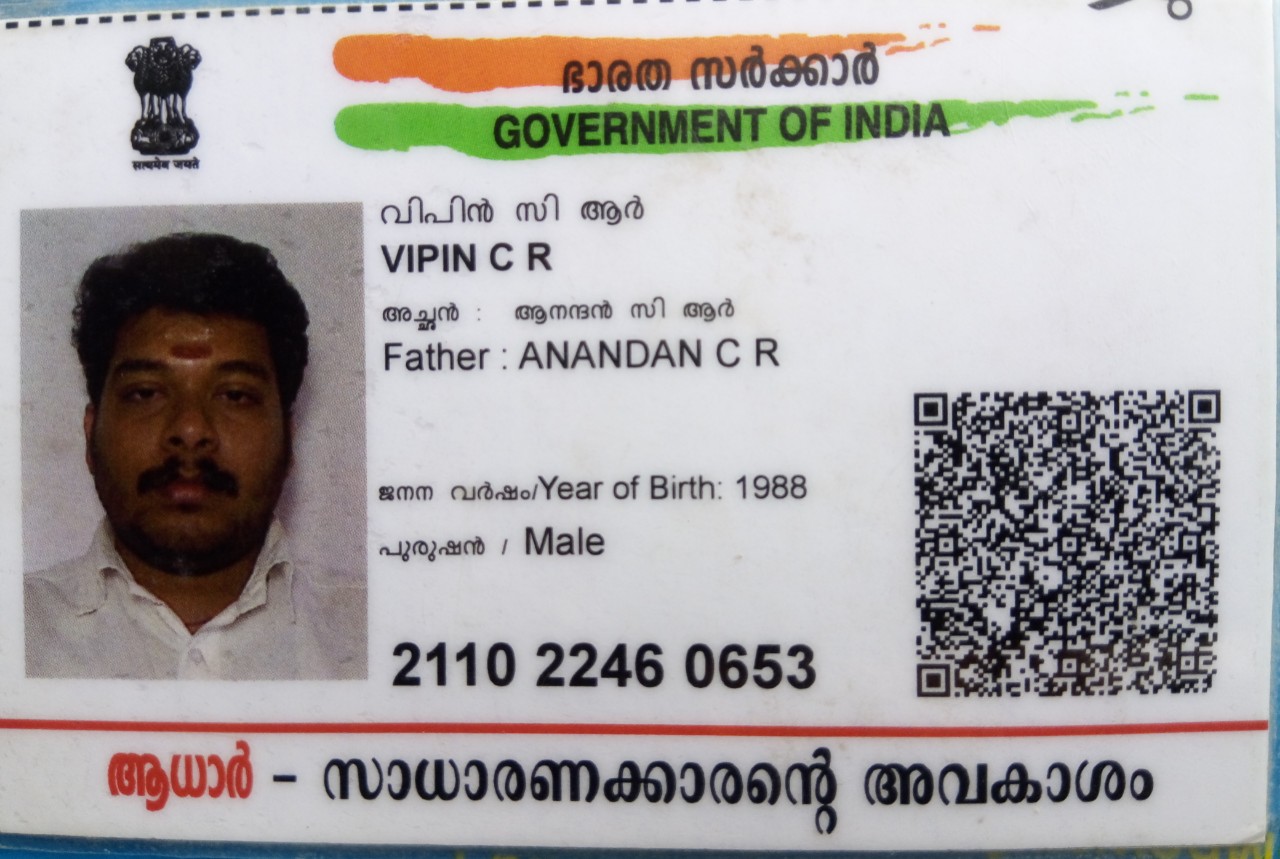 सत्यमेव जयते
ഭാരത സർക്കാർ
GOVERNMENT OF INDIA
വിപിൻ സി ആർ
VIPIN C R
അച്ഛൻ : ആനന്ദൻ സി ആർ
Father : ANANDAN C R
ജനന വർഷം/Year of Birth: 1988
പുരുഷൻ / Male
2110 2246 0653
ആധാർ – സാധാരണക്കാരന്റെ അവകാശം